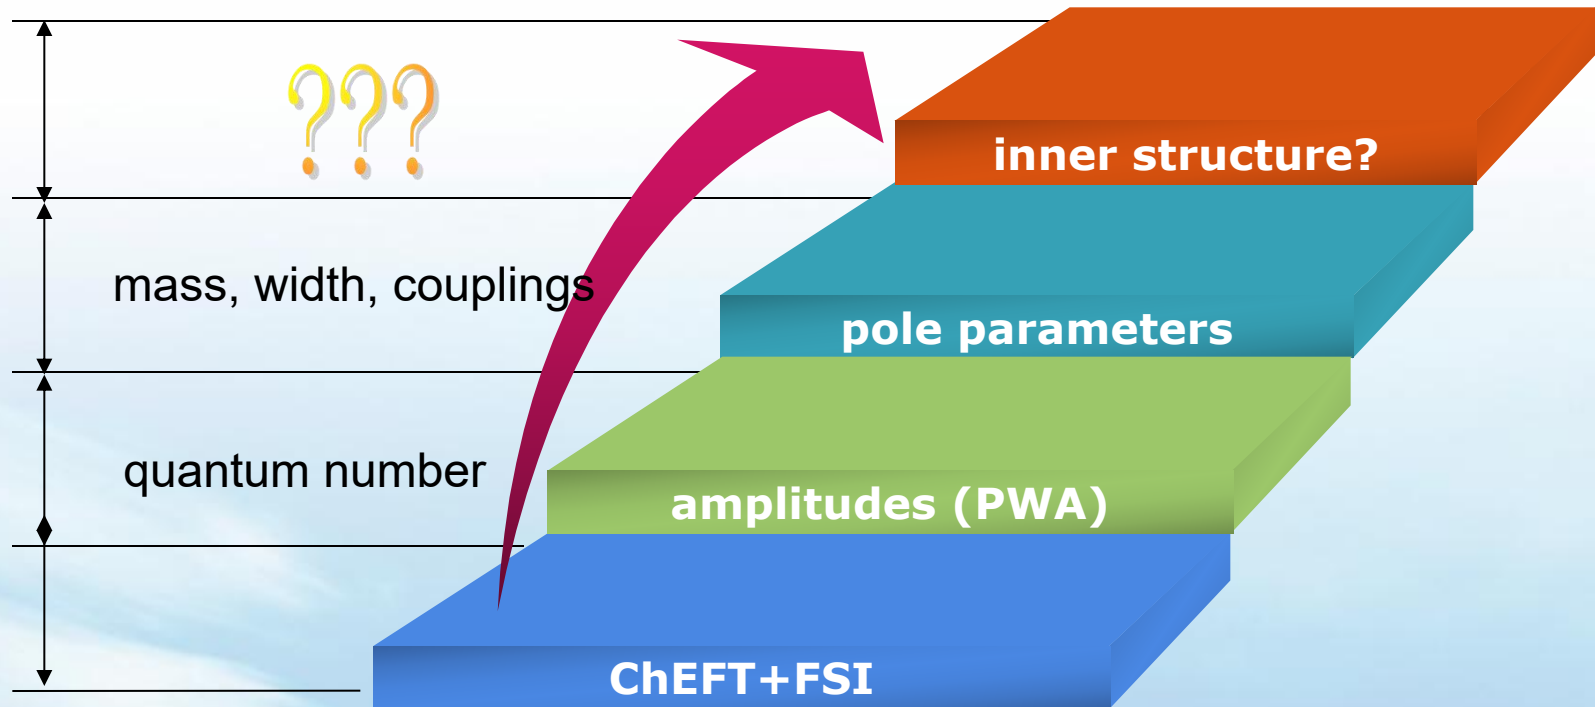 ???
inner structure?
mass, width, couplings
pole parameters
quantum number
amplitudes (PWA)
ChEFT+FSI